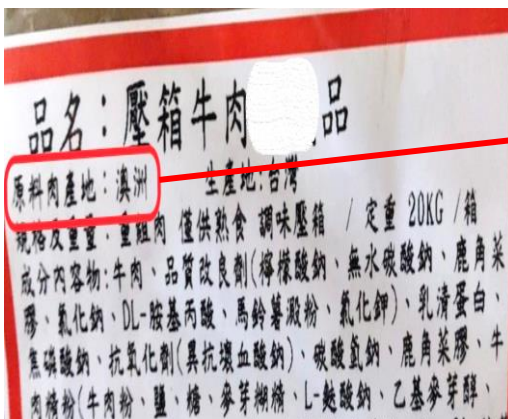 品名:壓箱牛肉 品
原料肉產地:澳洲 生產地:台灣
規格及重量:重組肉 僅供熟食 調味壓箱 / 定重 20KG /箱
成分內容物:牛肉、品質改良劑(檸檬酸鈉、無水碳酸鈉、鹿角菜
膠、氯化鈉、DL-胺基丙酸、馬鈴薯澱粉、氯化鉀)、乳清蛋白、
焦磷酸鈉、抗氧化劑(異抗壞血酸鈉)、碳酸氫鈉、鹿角菜膠、牛
肉精粉(牛肉粉、鹽、糖、麥芽糊精、L-麩酸鈉、乙基麥芽醇、